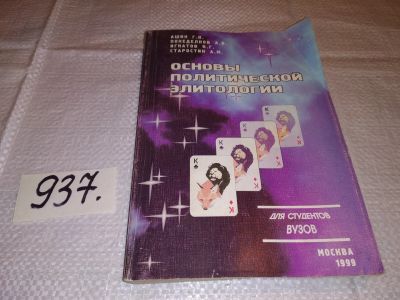 937.
АШИН Г.К.
ПОНЕДЕЛКОВ А.В.
ИГНАТОВ В.Г.
СТАРОСТИН А.М.
ОСНОВЫ
ПОЛИТИЧЕСКОЙ
ЭЛИТОЛОГИИ
K
K
K
K
K
ДЛЯ СТУДЕНТОВ
ВУЗОВ
МОСКВА
1999